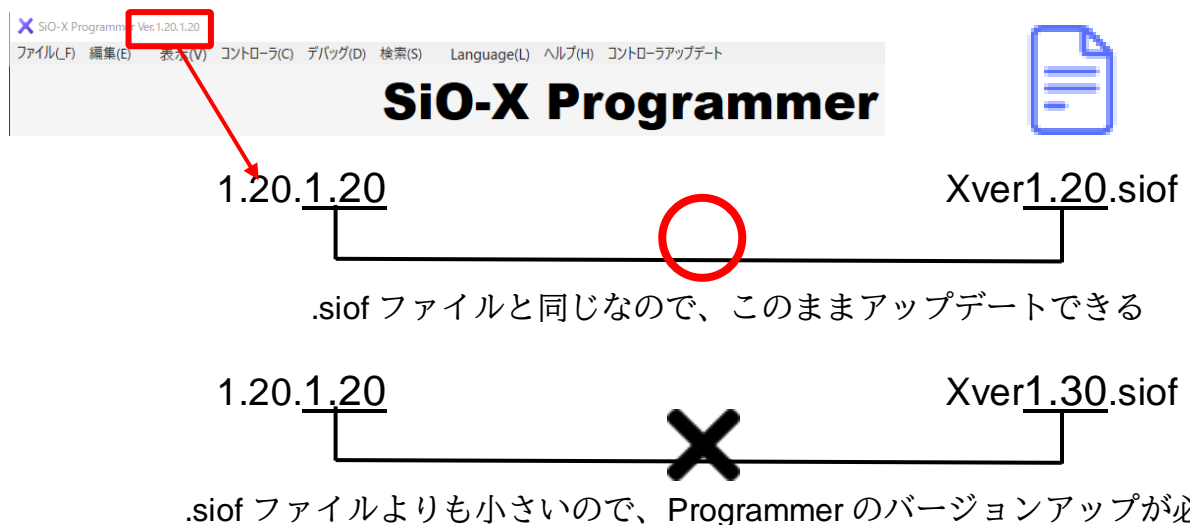 SiO-X Programmer Ver.1.20.1.20
ファイル(_F) 編集(E) 表示(V) コントローラ(C) デバッグ(D) 検索(S) Language(L) ヘルプ(H) コントローラアップデート
SiO-X Programmer
1.20.1.20 Xver1.20.siof
.siof ファイルと同じなので、このままアップデートできる
1.20.1.20 Xver1.30.siof
.siof ファイルよりも小さいので、Programmer のバージョンアップが